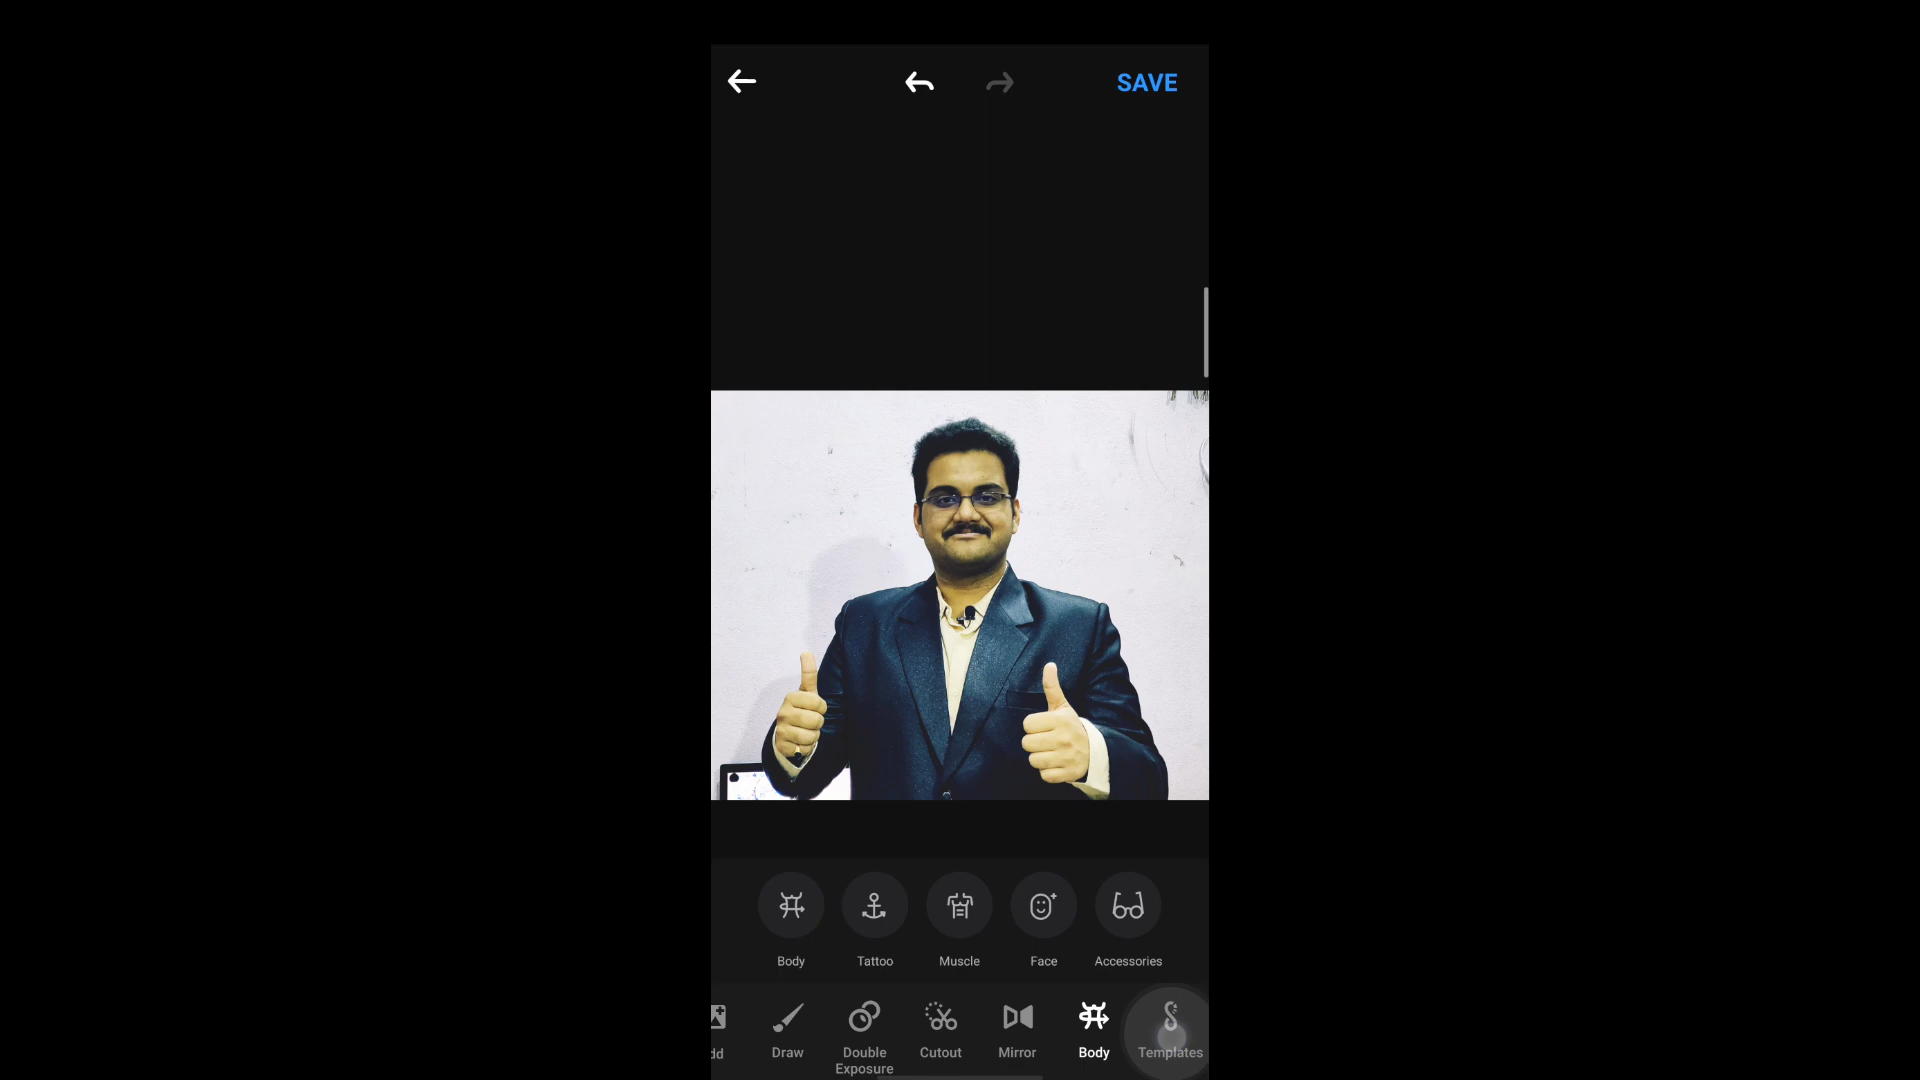 SAVE
Body
Tattoo
Muscle
Face
Accessories
dd
Draw
Double
Exposure
Cutout
Mirror
Body
Templates